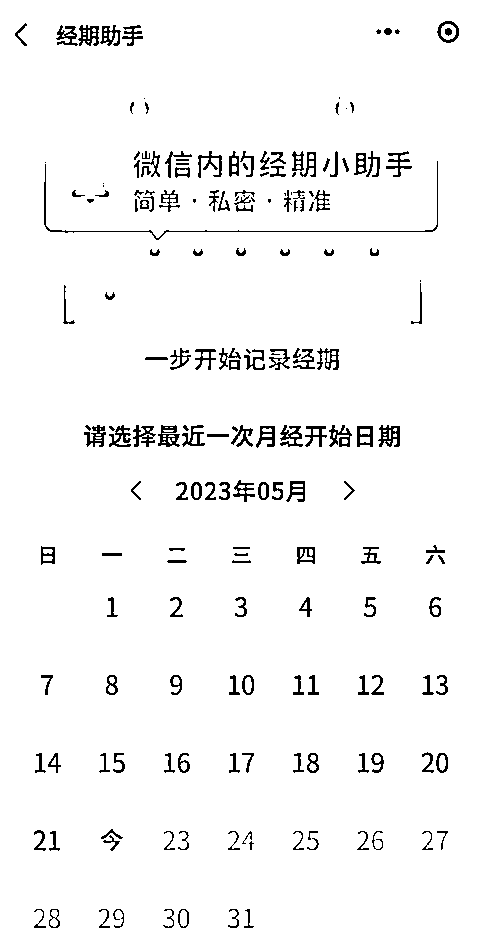 经期助手
微信内的经期小助手
简单·私密·精准
一步开始记录经期
请选择最近一次月经开始日期
2023年05月
日 一 二 三 四 五 六
1 2 3 4 5 6
7 8 9 10 11 12 13
14 15 16 17 18 19 20
21 今 23 24 25 26 27
28 29 30 31